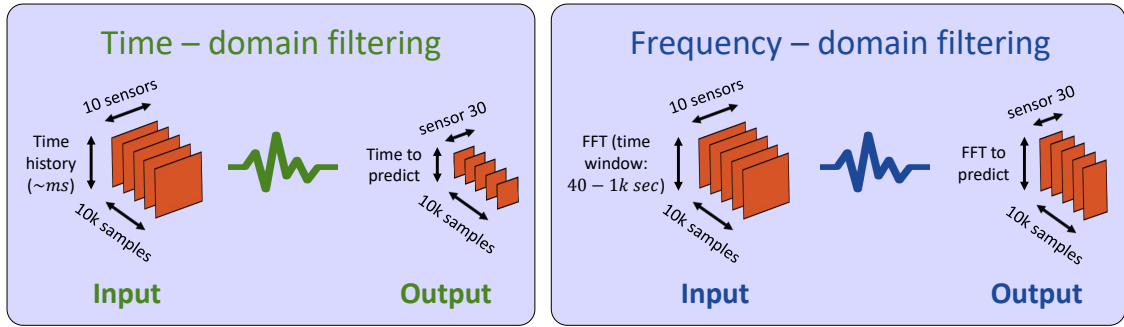 Time – domain filtering
10 sensors
Time
history
(~ms)
10k samples
Input
sensor 30
Time to
predict
10k samples
Output
Frequency – domain filtering
10 sensors
FFT (time
window:
40 − 1k sec)
10k samples
Input
sensor 30
FFT to
predict
10k samples
Output